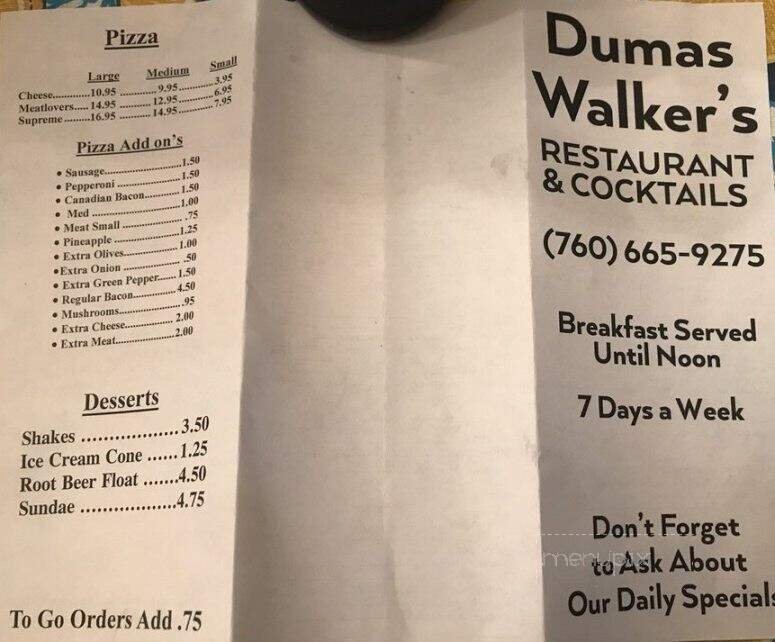 Pizza
Large Medium Small
Cheese............10.95 ..........9.95..........3.95
Meatlovers.....14.95 ..........12.95..........6.95
Supreme.........16.95 ..........14.95..........7.95
Pizza Add on's
• Sausage......................1.50
• Pepperoni ....................1.50
• Canadian Bacon..........1.50
• Med ........................1.00
• Meat Small ..................75
• Pineapple ....................1.25
• Extra Olives..................1.00
•Extra Onion ..................50
• Extra Green Pepper......1.50
• Regular Bacon..............4.50
• Mushrooms...................95
• Extra Cheese................ 2.00
• Extra Meat....................2.00
Desserts
Shakes ..................3.50
Ice Cream Cone ......1.25
Root Beer Float .......4.50
Sundae ..................4.75
To Go Orders Add .75
Dumas
Walker's
RESTAURANT
& COCKTAILS
(760) 665-9275
Breakfast Served
Until Noon
7 Days a Week
Don't Forget
to Ask About
Our Daily Specials
menupix